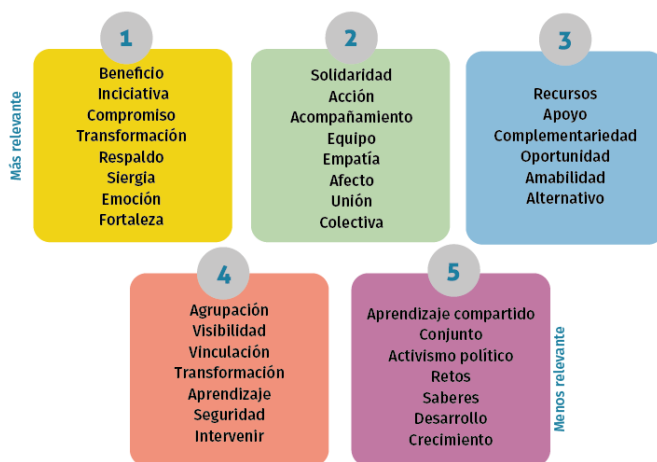 Más relevante
1
Beneficio
Inciciativa
Compromiso
Transformación
Respaldo
Siergia
Emoción
Fortaleza
2
Solidaridad
Acción
Acompañamiento
Equipo
Empatía
Afecto
Unión
Colectiva
3
Recursos
Apoyo
Complementariedad
Oportunidad
Amabilidad
Alternativo
4
Agrupación
Visibilidad
Vinculación
Transformación
Aprendizaje
Seguridad
Intervenir
5
Aprendizaje compartido
Conjunto
Activismo político
Retos
Saberes
Desarrollo
Crecimiento
Menos relevante